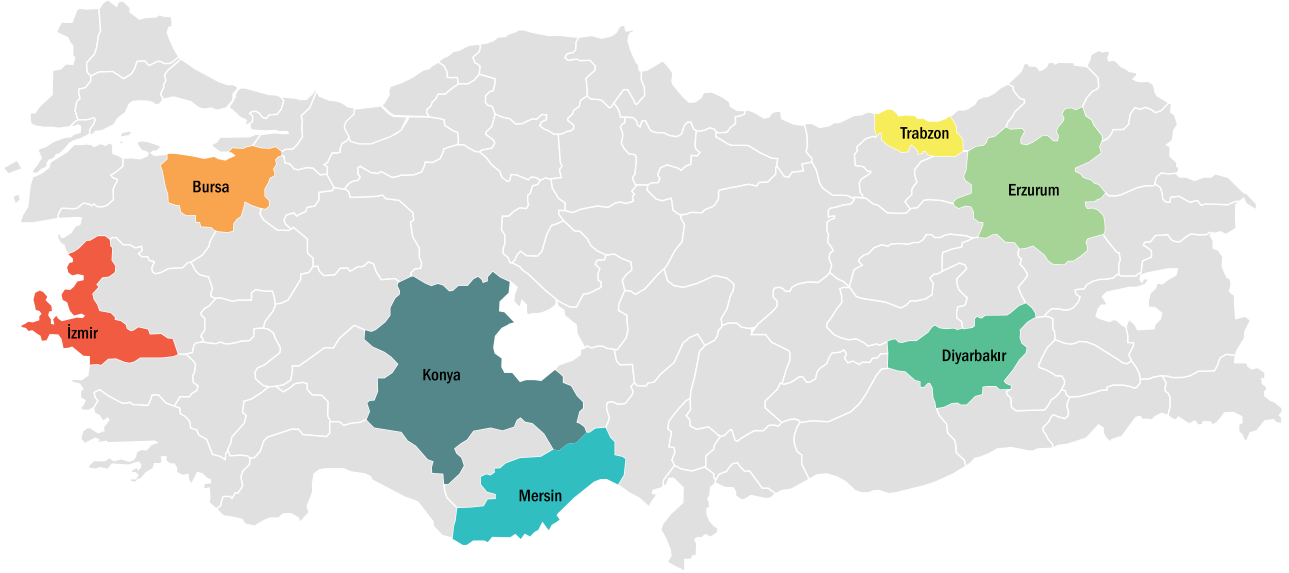 Trabzon
Bursa
Erzurum
İzmir
Diyarbakır
Konya
Mersin